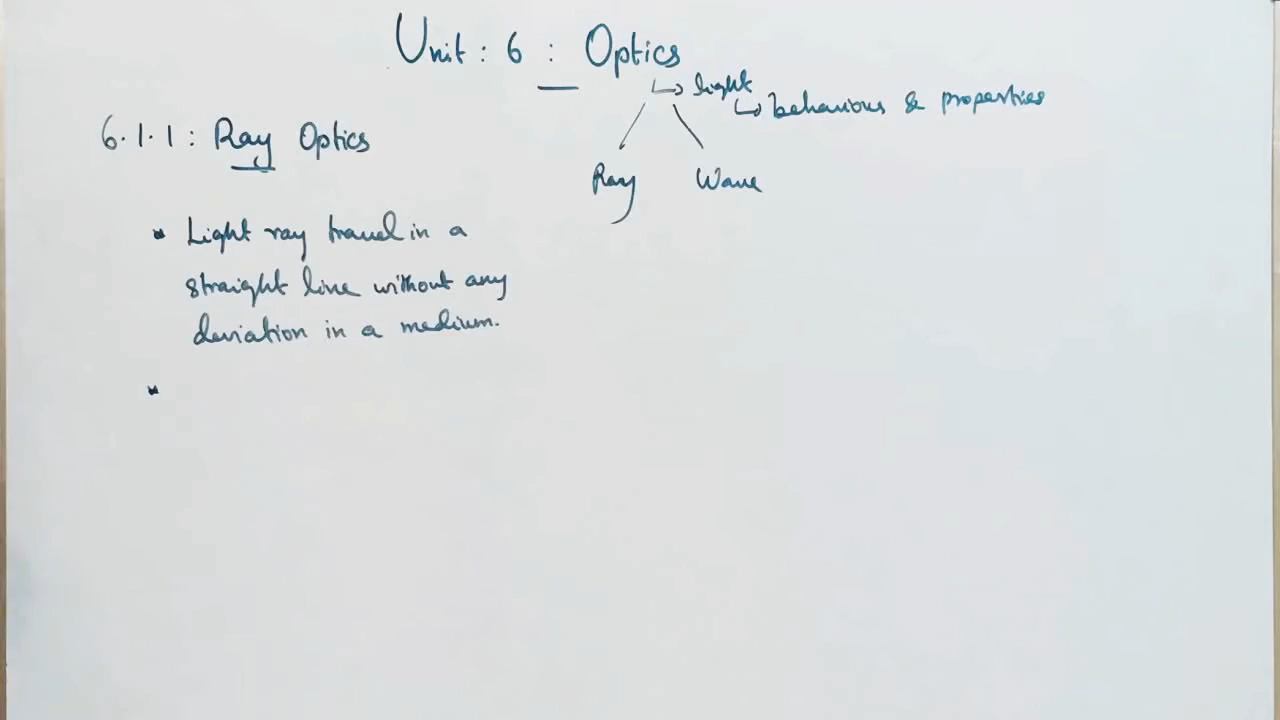 Unit : 6 : Optics
↳ light
↳ behaviours & properties
6.1.1 : Ray Optics
Ray Wave
* Light ray travel in a
straight line without any
deviation in a medium.
*